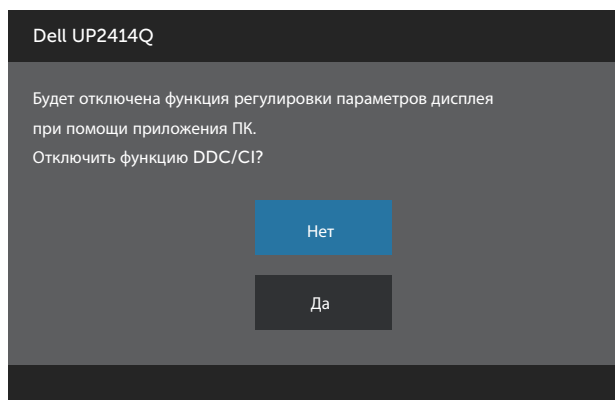 Dell UP2414Q
Будет отключена функция регулировки параметров дисплея
при помощи приложения ПК.
Отключить функцию DDC/CI?
Нет
Да